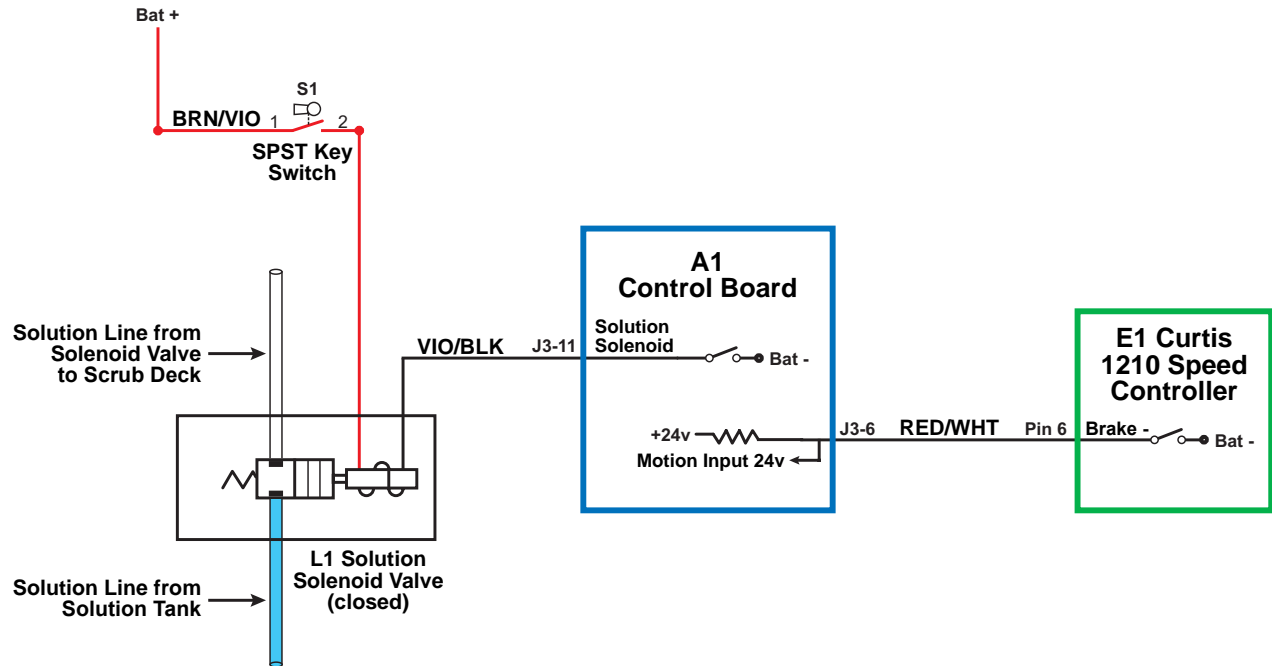 Bat +
S1
BRN/VIO 1 2
SPST Key
Switch
A1
Control Board
Solution Line from
Solenoid Valve
to Scrub Deck
VIO/BLK J3-11
Solution
Solenoid
Bat -
E1 Curtis
1210 Speed
Controller
+24v
Motion Input 24v
J3-6 RED/WHT Pin 6
Brake -
Bat -
L1 Solution
Solenoid Valve
(closed)
Solution Line from
Solution Tank